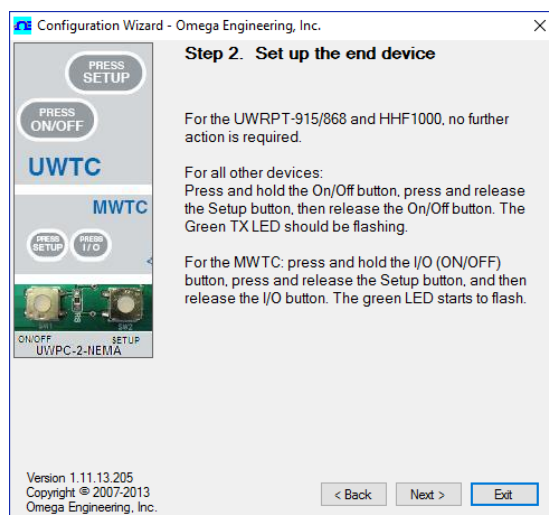 Configuration Wizard - Omega Engineering, Inc.
PRESS
SETUP
PRESS
ON/OFF
UWTC
MWTC
PRESS
SETUP
PRESS
I/O
SW1
SW2
ON/OFF
SETUP
UWPC-2-NEMA
Step 2. Set up the end device
For the UWRPT-915/868 and HHF1000, no further
action is required.
For all other devices:
Press and hold the On/Off button, press and release
the Setup button, then release the On/Off button. The
Green TX LED should be flashing.
For the MWTC: press and hold the I/O (ON/OFF)
button, press and release the Setup button, and then
release the I/O button. The green LED starts to flash.
Version 1.11.13.205
Copyright © 2007-2013
Omega Engineering, Inc.
< Back
Next >
Exit